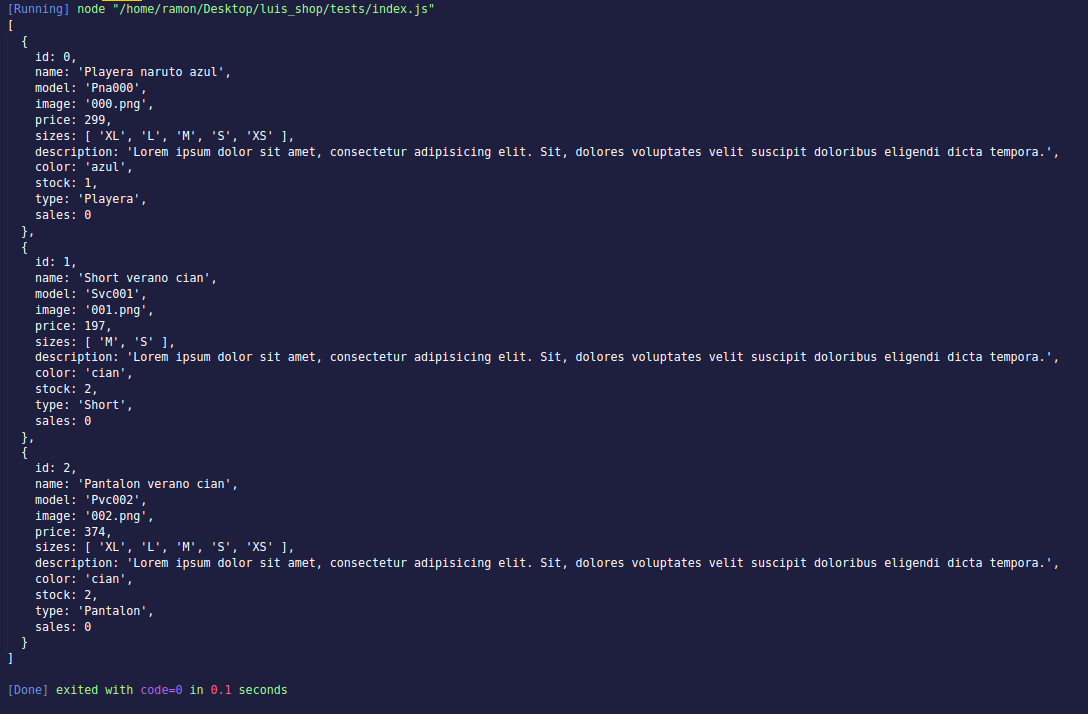 [Running] node "/home/ramon/Desktop/luis_shop/tests/index.js"
[
  {
    id: 0,
    name: 'Playera naruto azul',
    model: 'Pna000',
    image: '000.png',
    price: 299,
    sizes: [ 'XL', 'L', 'M', 'S', 'XS' ],
    description: 'Lorem ipsum dolor sit amet, consectetur adipisicing elit. Sit, dolores voluptates velit suscipit doloribus eligendi dicta tempora.',
    color: 'azul',
    stock: 1,
    type: 'Playera',
    sales: 0
  },
  {
    id: 1,
    name: 'Short verano cian',
    model: 'Svc001',
    image: '001.png',
    price: 197,
    sizes: [ 'M', 'S' ],
    description: 'Lorem ipsum dolor sit amet, consectetur adipisicing elit. Sit, dolores voluptates velit suscipit doloribus eligendi dicta tempora.',
    color: 'cian',
    stock: 2,
    type: 'Short',
    sales: 0
  },
  {
    id: 2,
    name: 'Pantalon verano cian',
    model: 'Pvc002',
    image: '002.png',
    price: 374,
    sizes: [ 'XL', 'L', 'M', 'S', 'XS' ],
    description: 'Lorem ipsum dolor sit amet, consectetur adipisicing elit. Sit, dolores voluptates velit suscipit doloribus eligendi dicta tempora.',
    color: 'cian',
    stock: 2,
    type: 'Pantalon',
    sales: 0
  }
]
[Done] exited with code=0 in 0.1 seconds